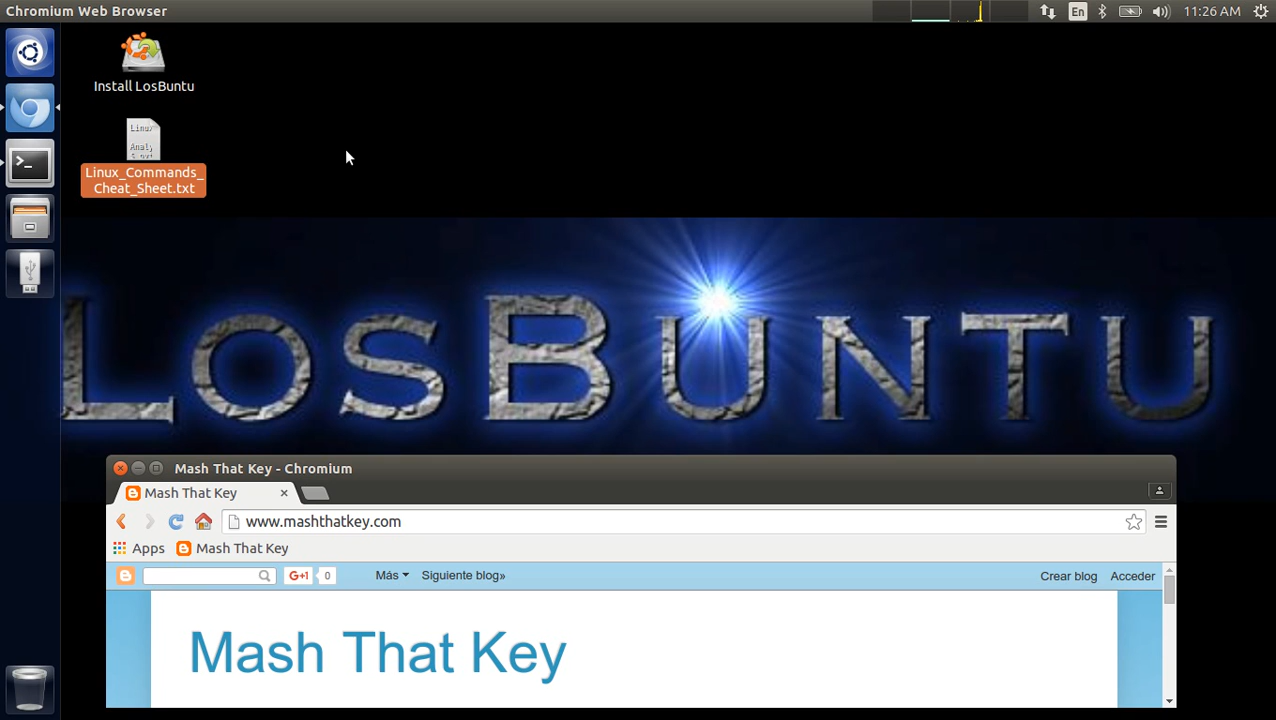 Chromium Web Browser
En
11:26 AM
Install LosBuntu
Linux
Linux_Commands_
Cheat_Sheet.txt
LosBuntu
Mash That Key - Chromium
Mash That Key
www.mashthatkey.com
Apps
Mash That Key
G+1
0
Más
Siguiente blog»
Crear blog
Acceder
Mash That Key